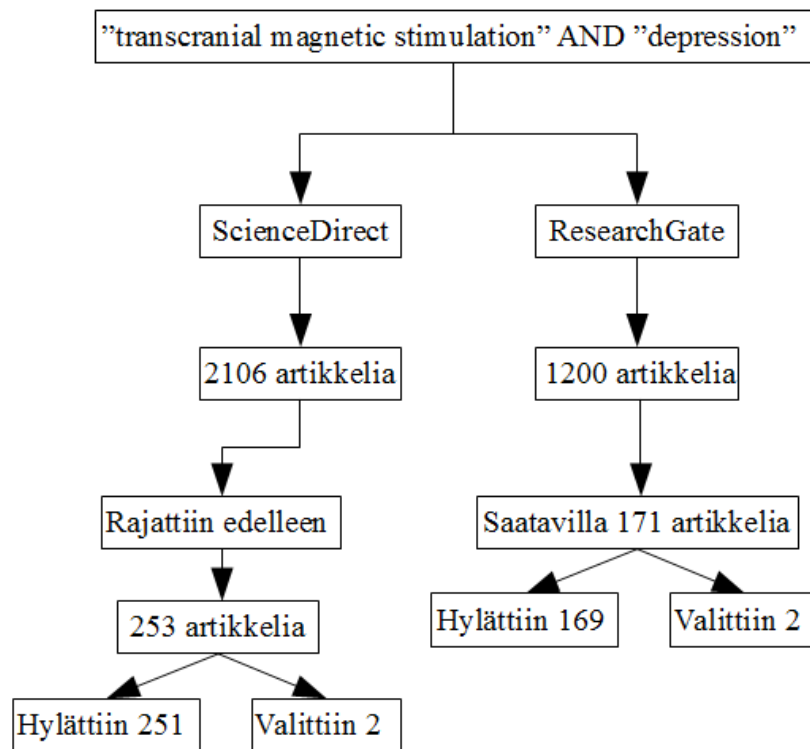 ”transcranial magnetic stimulation” AND ”depression”
ScienceDirect
ResearchGate
2106 artikkelia
1200 artikkelia
Rajattiin edelleen
Saatavilla 171 artikkelia
253 artikkelia
Hylättiin 169
Valittiin 2
Hylättiin 251
Valittiin 2